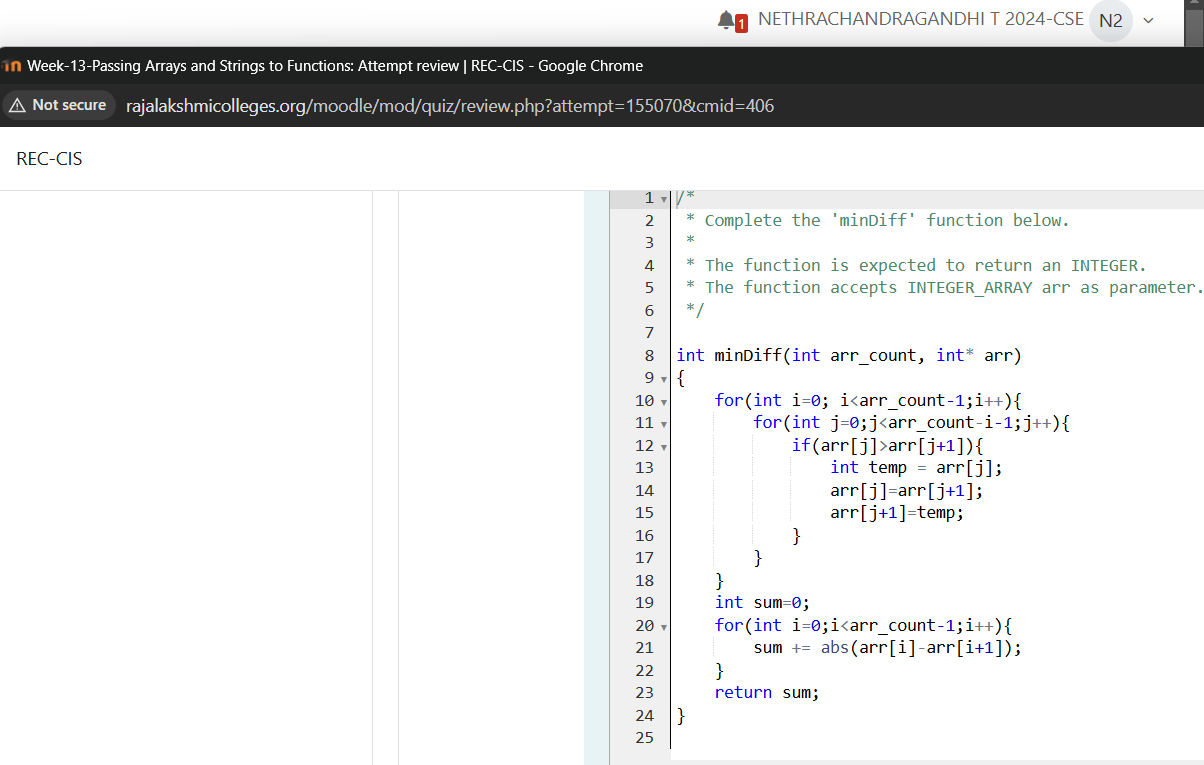 1
NETHRACHANDRAGANDHI T 2024-CSE
N2
Week-13-Passing Arrays and Strings to Functions: Attempt review | REC-CIS - Google Chrome
Not secure
rajalakshmicolleges.org/moodle/mod/quiz/review.php?attempt=155070&cmid=406
REC-CIS
1 /*
2  * Complete the 'minDiff' function below.
3  *
4  * The function is expected to return an INTEGER.
5  * The function accepts INTEGER_ARRAY arr as parameter.
6  */
7
8 int minDiff(int arr_count, int* arr)
9 {
10     for(int i=0; i<arr_count-1;i++){
11         for(int j=0;j<arr_count-i-1;j++){
12             if(arr[j]>arr[j+1]){
13                 int temp = arr[j];
14                 arr[j]=arr[j+1];
15                 arr[j+1]=temp;
16             }
17         }
18     }
19     int sum=0;
20     for(int i=0;i<arr_count-1;i++){
21         sum += abs(arr[i]-arr[i+1]);
22     }
23     return sum;
24 }
25